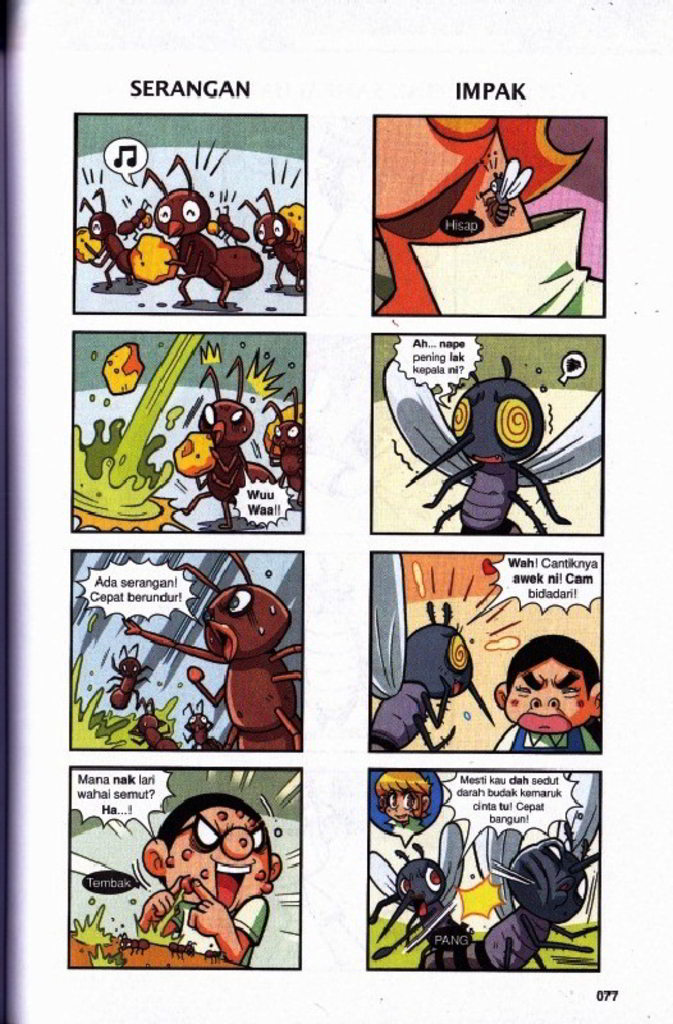 SERANGAN
Wuu
Waa!!
Ada serangan!
Cepat berundur!
Mana nak lari
wahai semut?
Ha...!!
Tembak
IMPAK
Hisap
Ah... nape
pening lak
kepala ni?
Wah! Cantiknya
awek ni! Cam
bidadari!
Mesti kau dah sedut
darah budak kemaruk
cinta tu! Cepat
bangun!
PANG
077